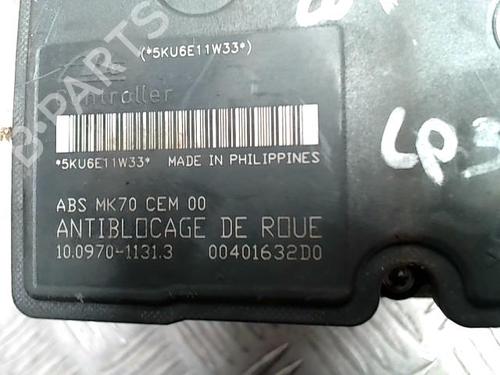 (*5KU6E11W33*)
ntroller
*5KU6E11W33* MADE IN PHILIPPINES
ABS MK70 CEM 00
ANTIBLOCAGE DE ROUE
10.0970-1131.3 00401632D0
B-PARTS